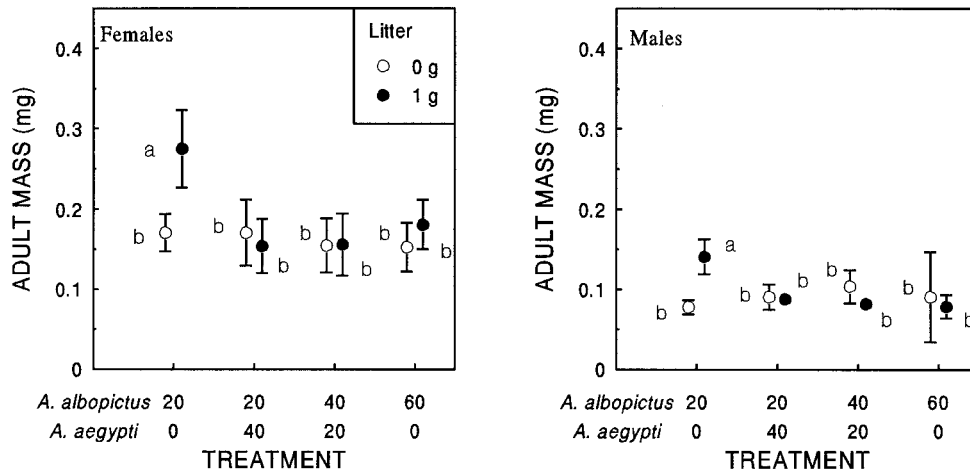 Females
Litter
0 g
1 g
ADULT MASS (mg)
0.4
0.3
0.2
0.1
0
a
b
b
b
b
b
b
b
A. albopictus 20 20 40 60
A. aegypti 0 40 20 0
TREATMENT
Males
ADULT MASS (mg)
0.4
0.3
0.2
0.1
0
a
b
b
b
b
b
b
b
A. albopictus 20 20 40 60
A. aegypti 0 40 20 0
TREATMENT